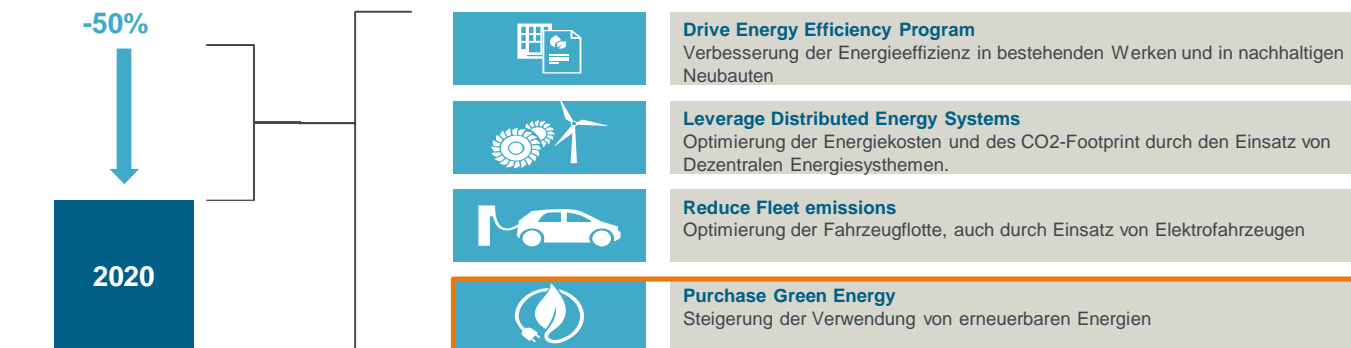 -50%
2020
Drive Energy Efficiency Program
Verbesserung der Energieeffizienz in bestehenden Werken und in nachhaltigen
Neubauten
Leverage Distributed Energy Systems
Optimierung der Energiekosten und des CO2-Footprint durch den Einsatz von
Dezentralen Energiesysthemen.
Reduce Fleet emissions
Optimierung der Fahrzeugflotte, auch durch Einsatz von Elektrofahrzeugen
Purchase Green Energy
Steigerung der Verwendung von erneuerbaren Energien